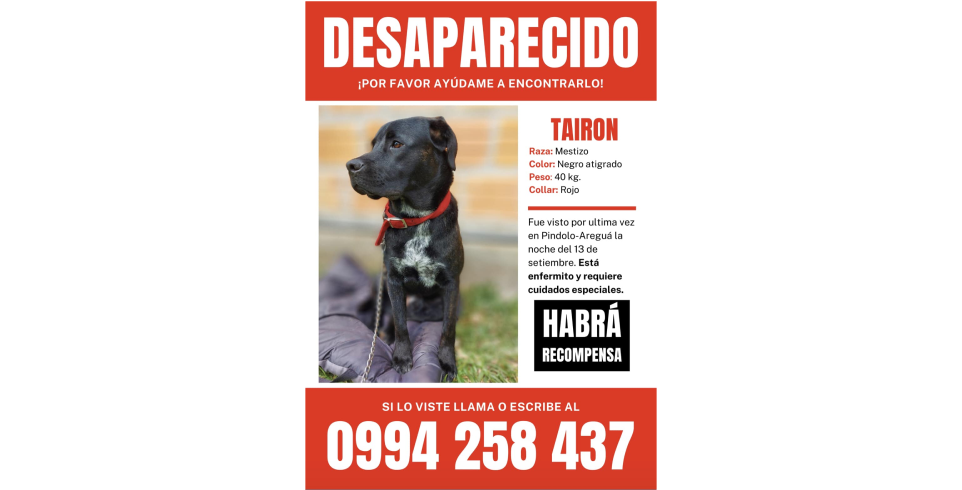 DESAPARECIDO
¡POR FAVOR AYÚDAME A ENCONTRARLO!
TAIRON
Raza: Mestizo
Color: Negro atigrado
Peso: 40 kg.
Collar: Rojo
Fue visto por ultima vez
en Pindolo-Areguá la
noche del 13 de
setiembre. Está
enfermito y requiere
cuidados especiales.
HABRÁ
RECOMPENSA
SI LO VISTE LLAMA O ESCRIBE AL
0994 258 437